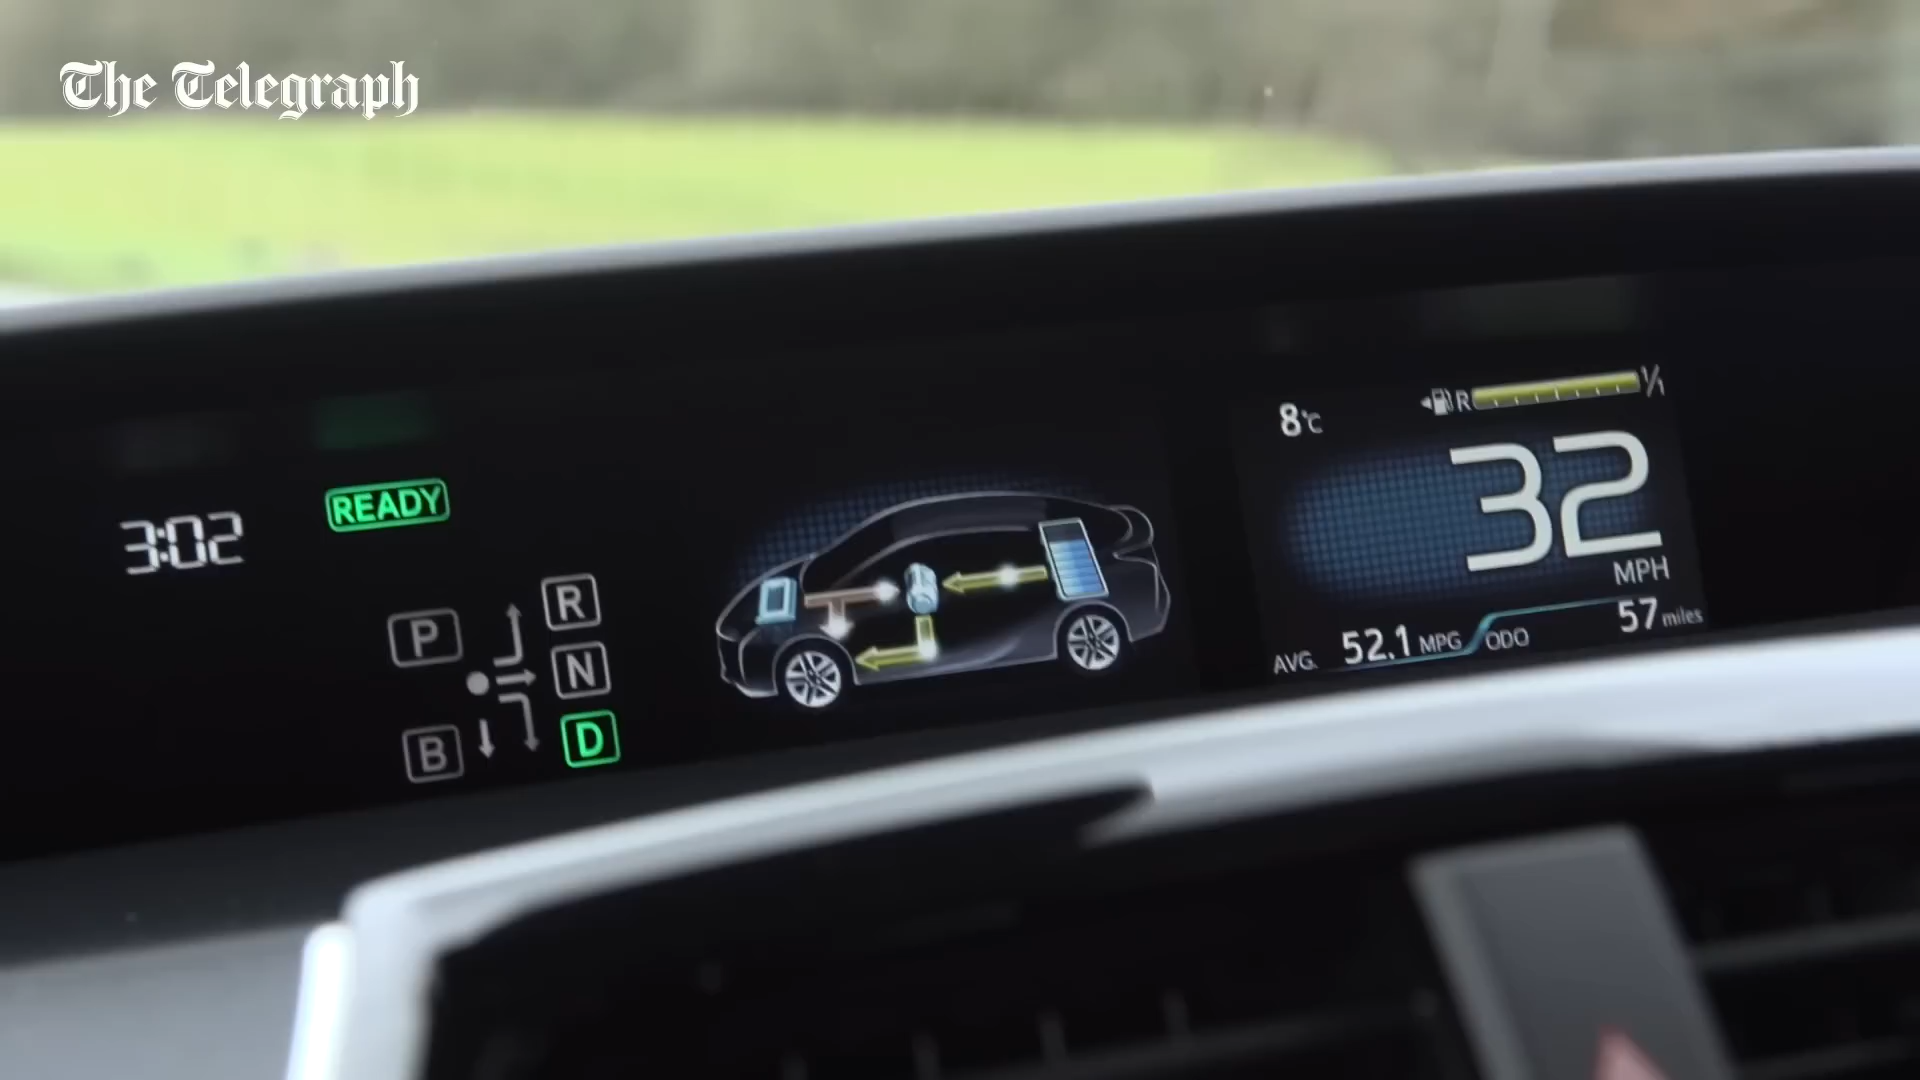 The Telegraph
8°C
R 1/1
32
MPH
AVG. 52.1 MPG ODO 57 miles
3:02
READY
P
R
N
B
D